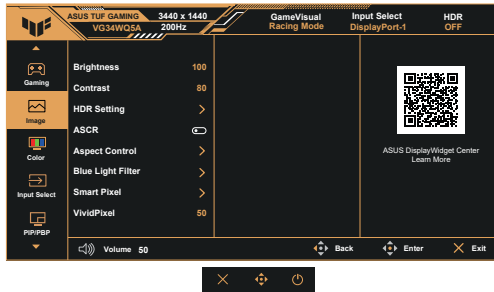 ASUS TUF GAMING 3440 x 1440 GameVisual Input Select HDR
VG34WQ5A 200Hz Racing Mode DisplayPort-1 OFF
Gaming
Image
Color
Input Select
PIP/PBP
Brightness 100
Contrast 80
HDR Setting
ASCR
Aspect Control
Blue Light Filter
Smart Pixel
VividPixel 50
ASUS DisplayWidget Center
Learn More
Volume 50 Back Enter Exit